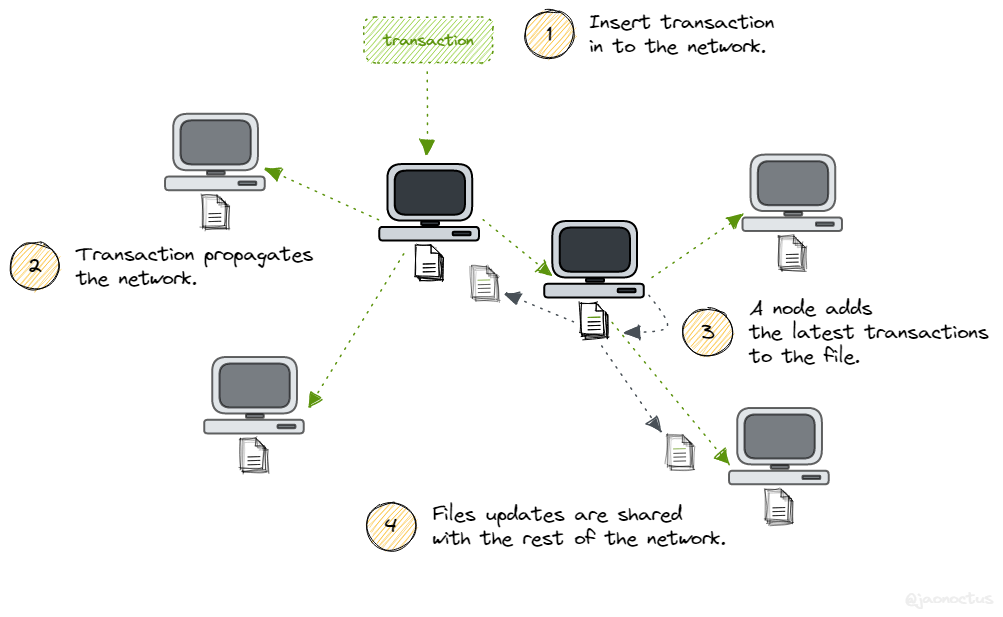 transaction
1
Insert transaction
in to the network.
2
Transaction propagates
the network.
3
A node adds
the latest transactions
to the file.
4
Files updates are shared
with the rest of the network.
@jaonoctus